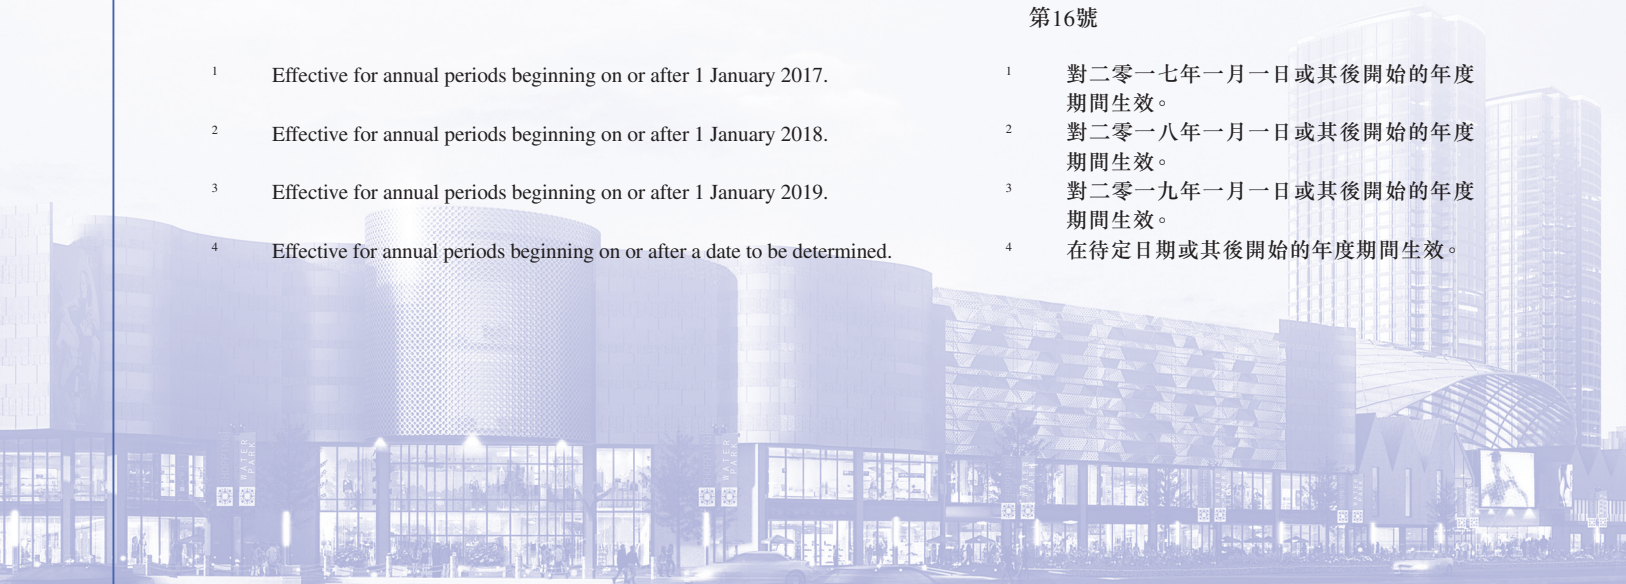 第16號
1 Effective for annual periods beginning on or after 1 January 2017.
2 Effective for annual periods beginning on or after 1 January 2018.
3 Effective for annual periods beginning on or after 1 January 2019.
4 Effective for annual periods beginning on or after a date to be determined.
1 對二零一七年一月一日或其後開始的年度
期間生效。
2 對二零一八年一月一日或其後開始的年度
期間生效。
3 對二零一九年一月一日或其後開始的年度
期間生效。
4 在待定日期或其後開始的年度期間生效。
WATER
PARK
WATER
PARK